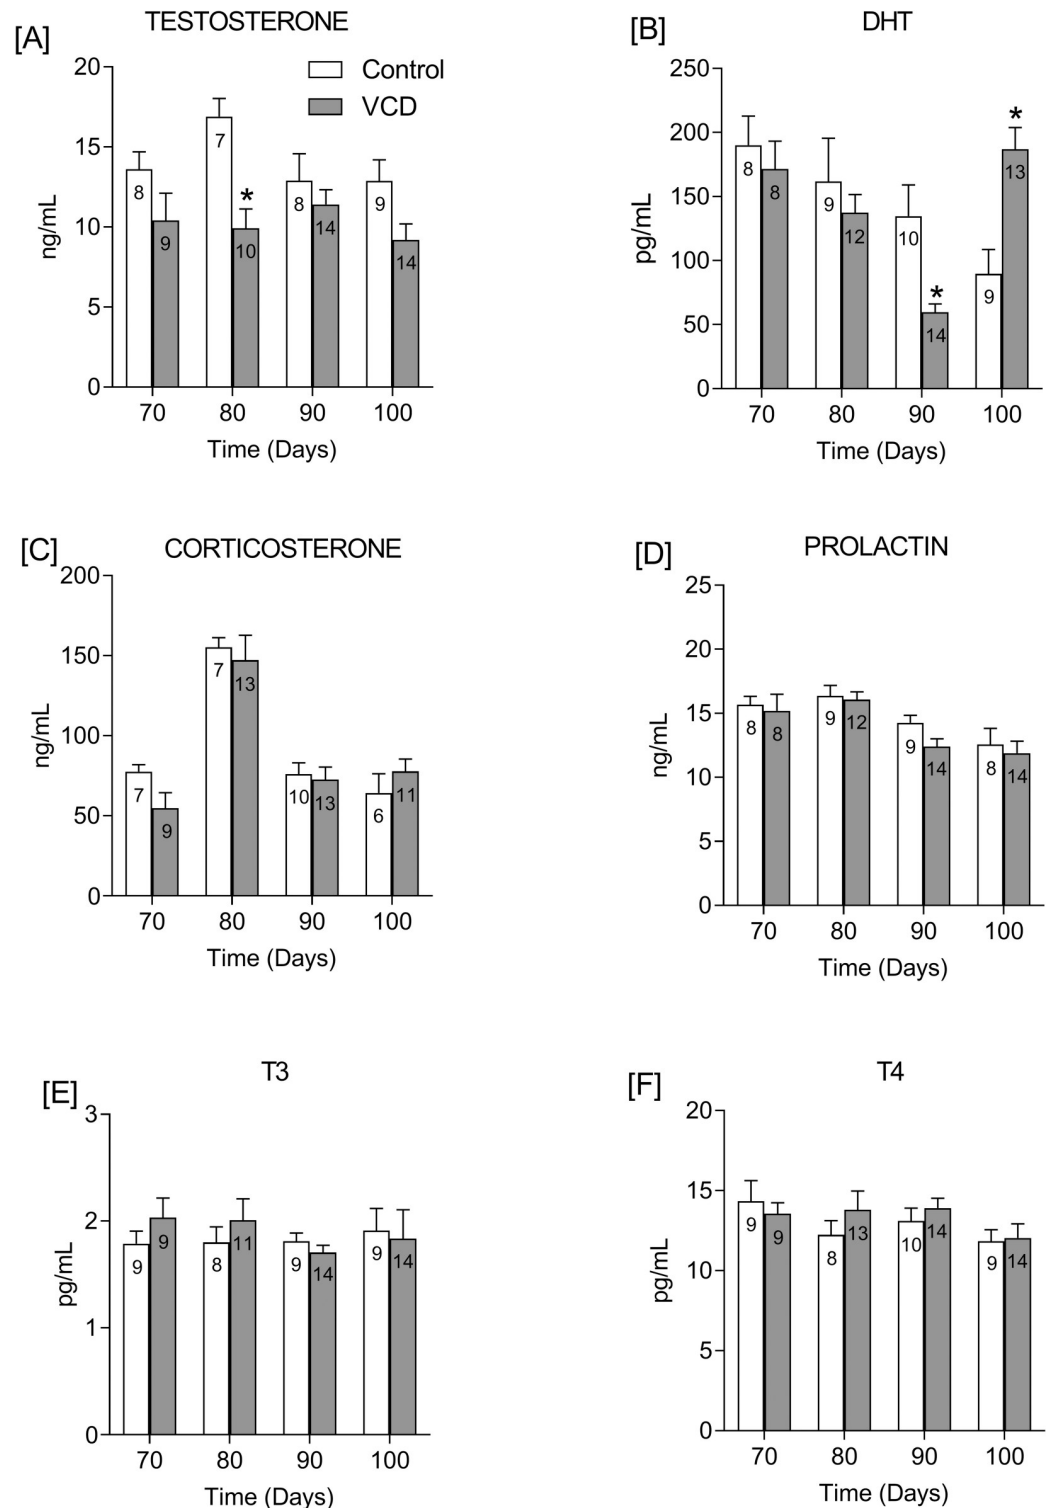 [A]
TESTOSTERONE
20
15
10
5
0
ng/mL
Control
VCD
8
9
7
*
10
8
14
9
14
70 80 90 100
Time (Days)
[B]
DHT
250
200
150
100
50
0
pg/mL
8
8
9
12
10
*
14
9
*
13
70 80 90 100
Time (Days)
[C]
CORTICOSTERONE
200
150
100
50
0
ng/mL
7
9
7
13
10
13
6
11
70 80 90 100
Time (Days)
[D]
PROLACTIN
25
20
15
10
5
0
ng/mL
8
8
9
12
9
14
8
14
70 80 90 100
Time (Days)
[E]
T3
3
2
1
0
pg/mL
9
9
8
11
9
14
9
14
70 80 90 100
Time (Days)
[F]
T4
20
15
10
5
0
pg/mL
9
9
8
13
10
14
9
14
70 80 90 100
Time (Days)